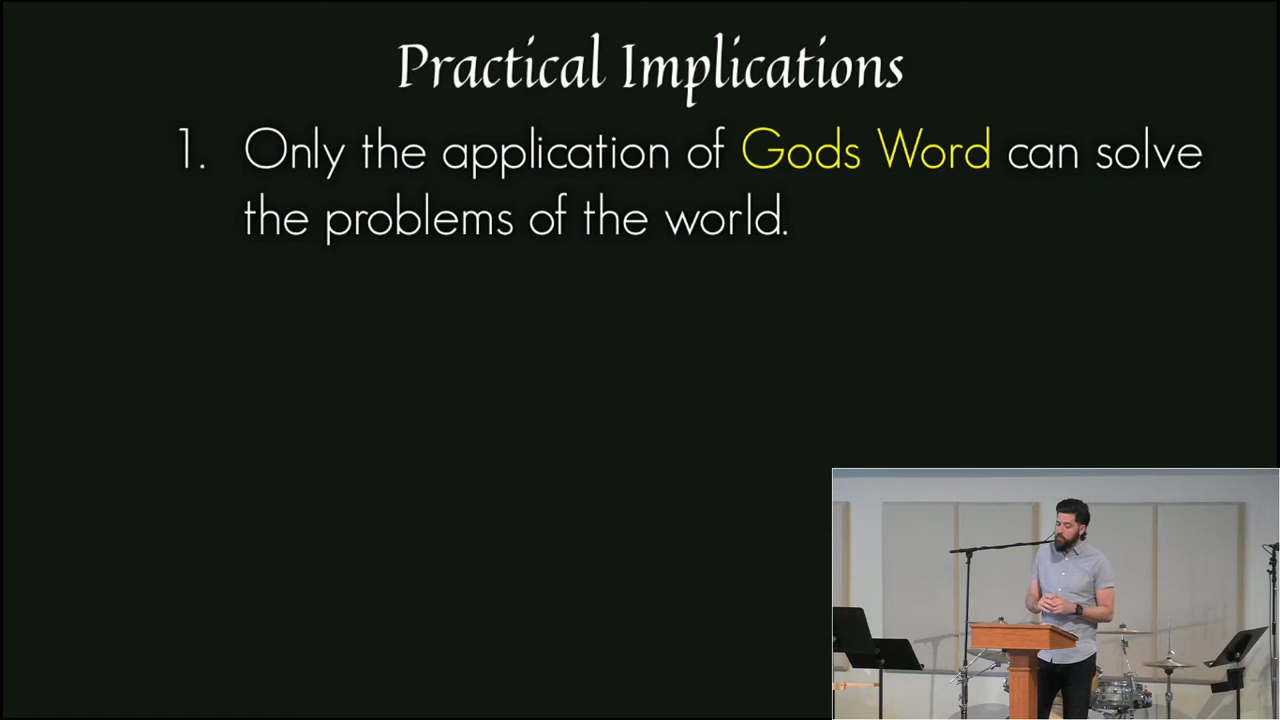 Practical Implications
1. Only the application of Gods Word can solve
the problems of the world.